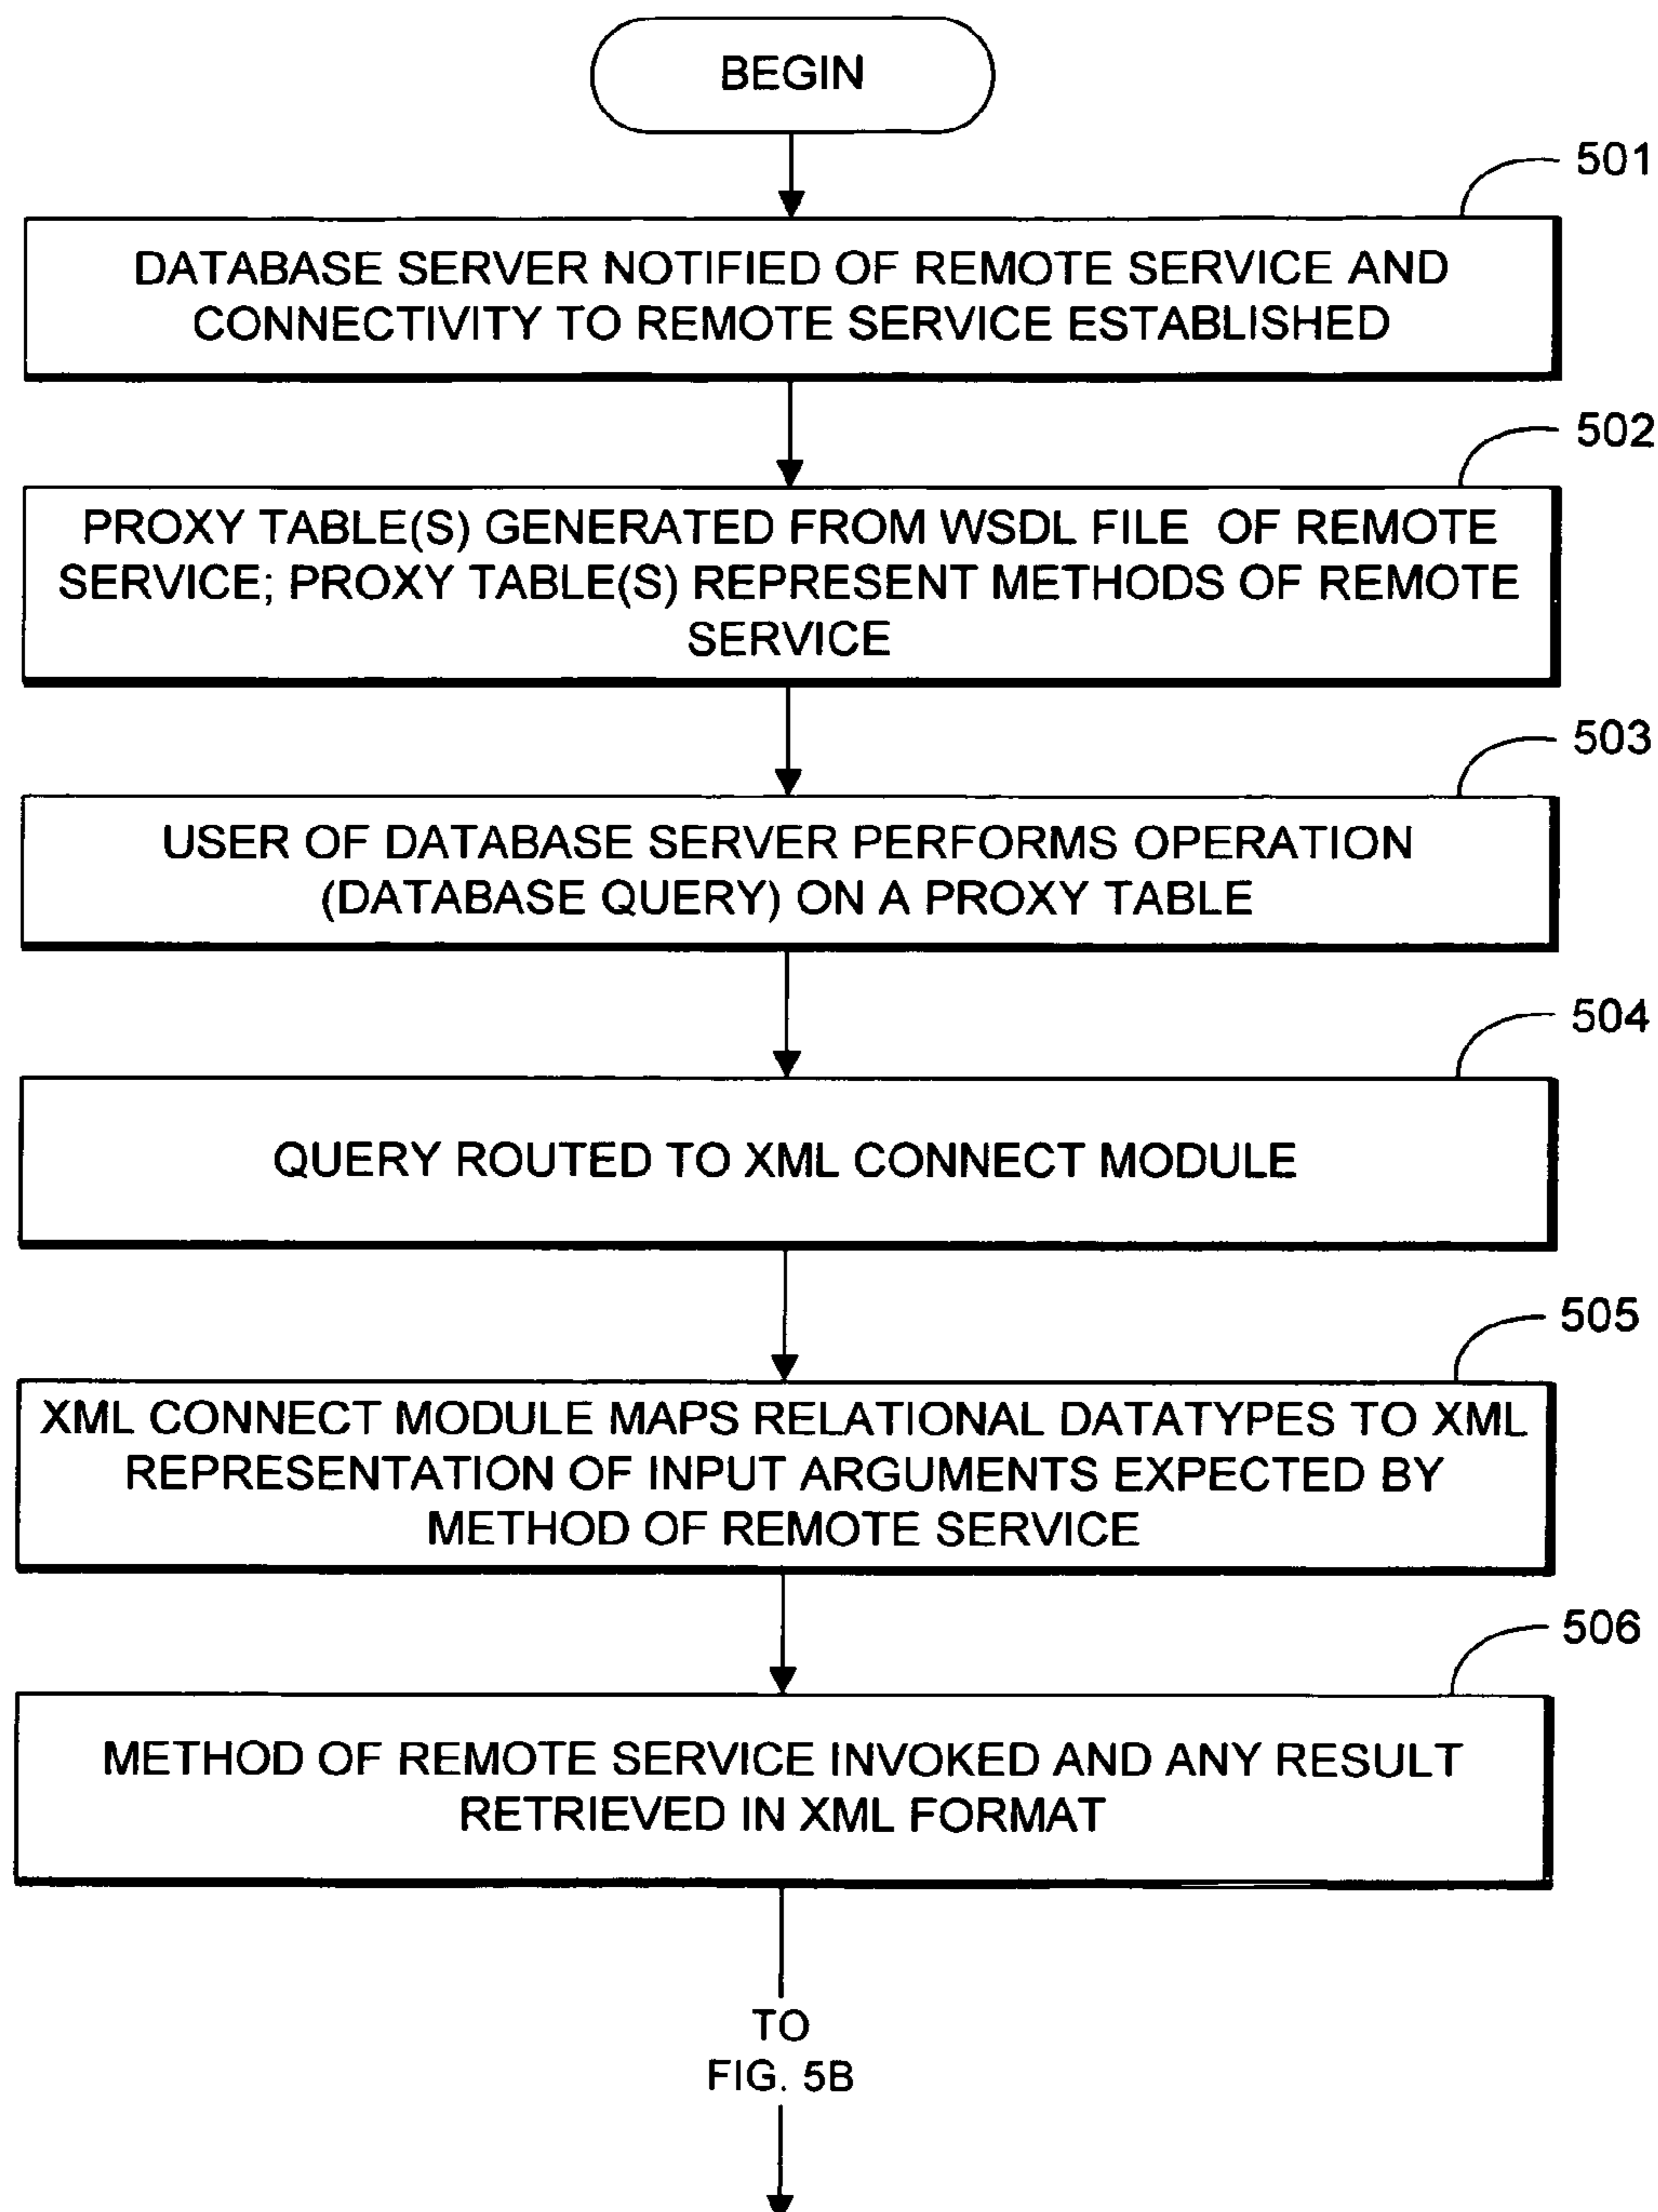 BEGIN
501
DATABASE SERVER NOTIFIED OF REMOTE SERVICE AND
CONNECTIVITY TO REMOTE SERVICE ESTABLISHED
502
PROXY TABLE(S) GENERATED FROM WSDL FILE OF REMOTE
SERVICE; PROXY TABLE(S) REPRESENT METHODS OF REMOTE
SERVICE
503
USER OF DATABASE SERVER PERFORMS OPERATION
(DATABASE QUERY) ON A PROXY TABLE
504
QUERY ROUTED TO XML CONNECT MODULE
505
XML CONNECT MODULE MAPS RELATIONAL DATATYPES TO XML
REPRESENTATION OF INPUT ARGUMENTS EXPECTED BY
METHOD OF REMOTE SERVICE
506
METHOD OF REMOTE SERVICE INVOKED AND ANY RESULT
RETRIEVED IN XML FORMAT
TO
FIG. 5B